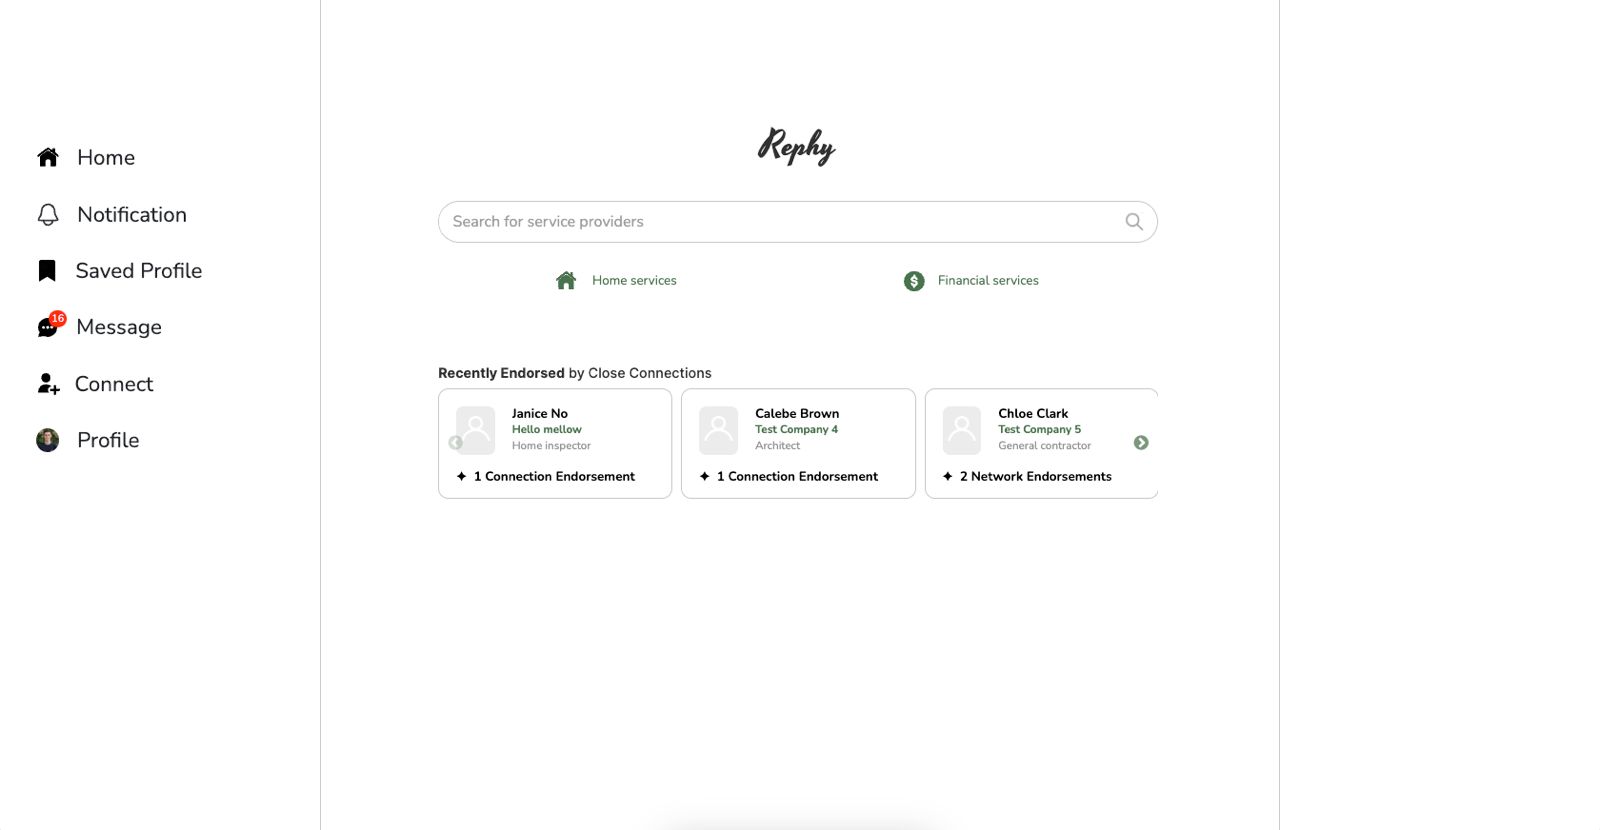 Home
Notification
Saved Profile
16
Message
Connect
Profile
Rephy
Search for service providers
Home services
Financial services
Recently Endorsed by Close Connections
Janice No
Hello mellow
Home inspector
1 Connection Endorsement
Calebe Brown
Test Company 4
Architect
1 Connection Endorsement
Chloe Clark
Test Company 5
General contractor
2 Network Endorsements